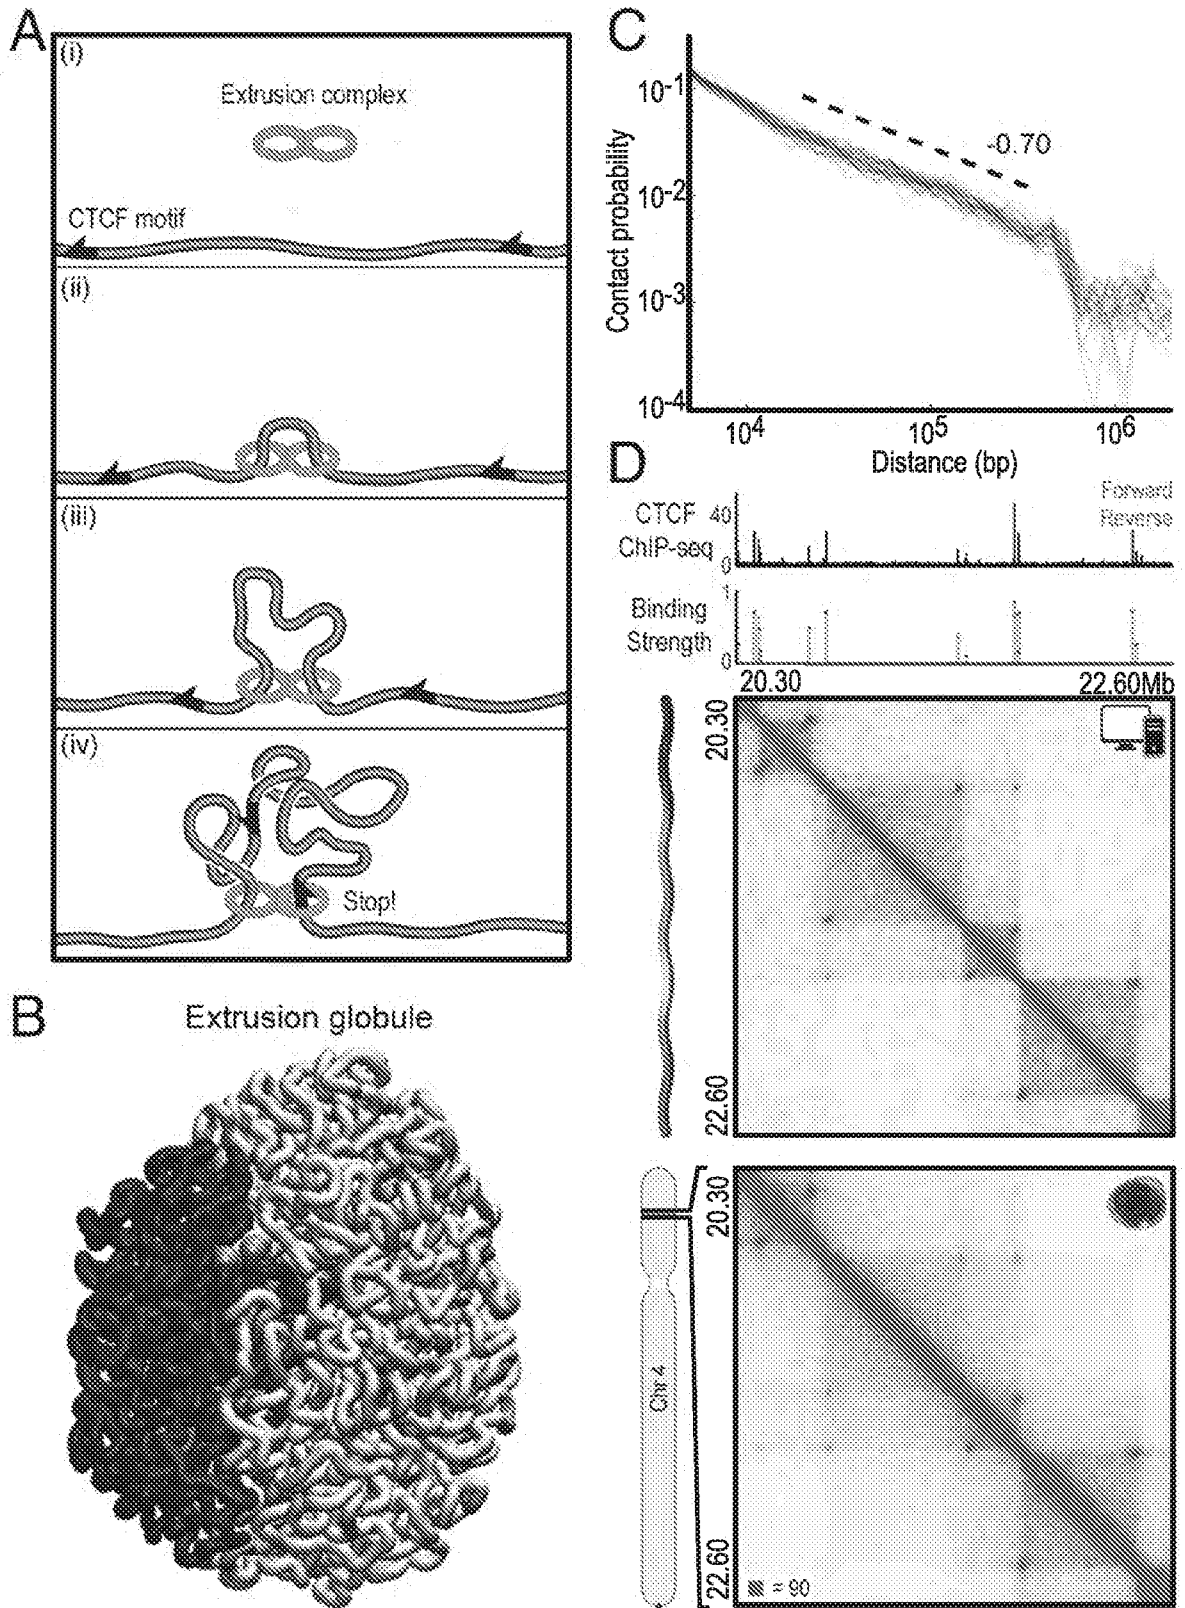 A
(i)
Extrusion complex
CTCF motif
(ii)
(iii)
(iv)
Stop!
B
Extrusion globule
C
Contact probability
10-1
10-2
10-3
10-4
-0.70
104
105
106
Distance (bp)
D
CTCF
ChIP-seq
40
0
Forward
Reverse
Binding
Strength
1
0
20.30
22.60Mb
20.30
22.60
Chr 4
20.30
22.60
= 90